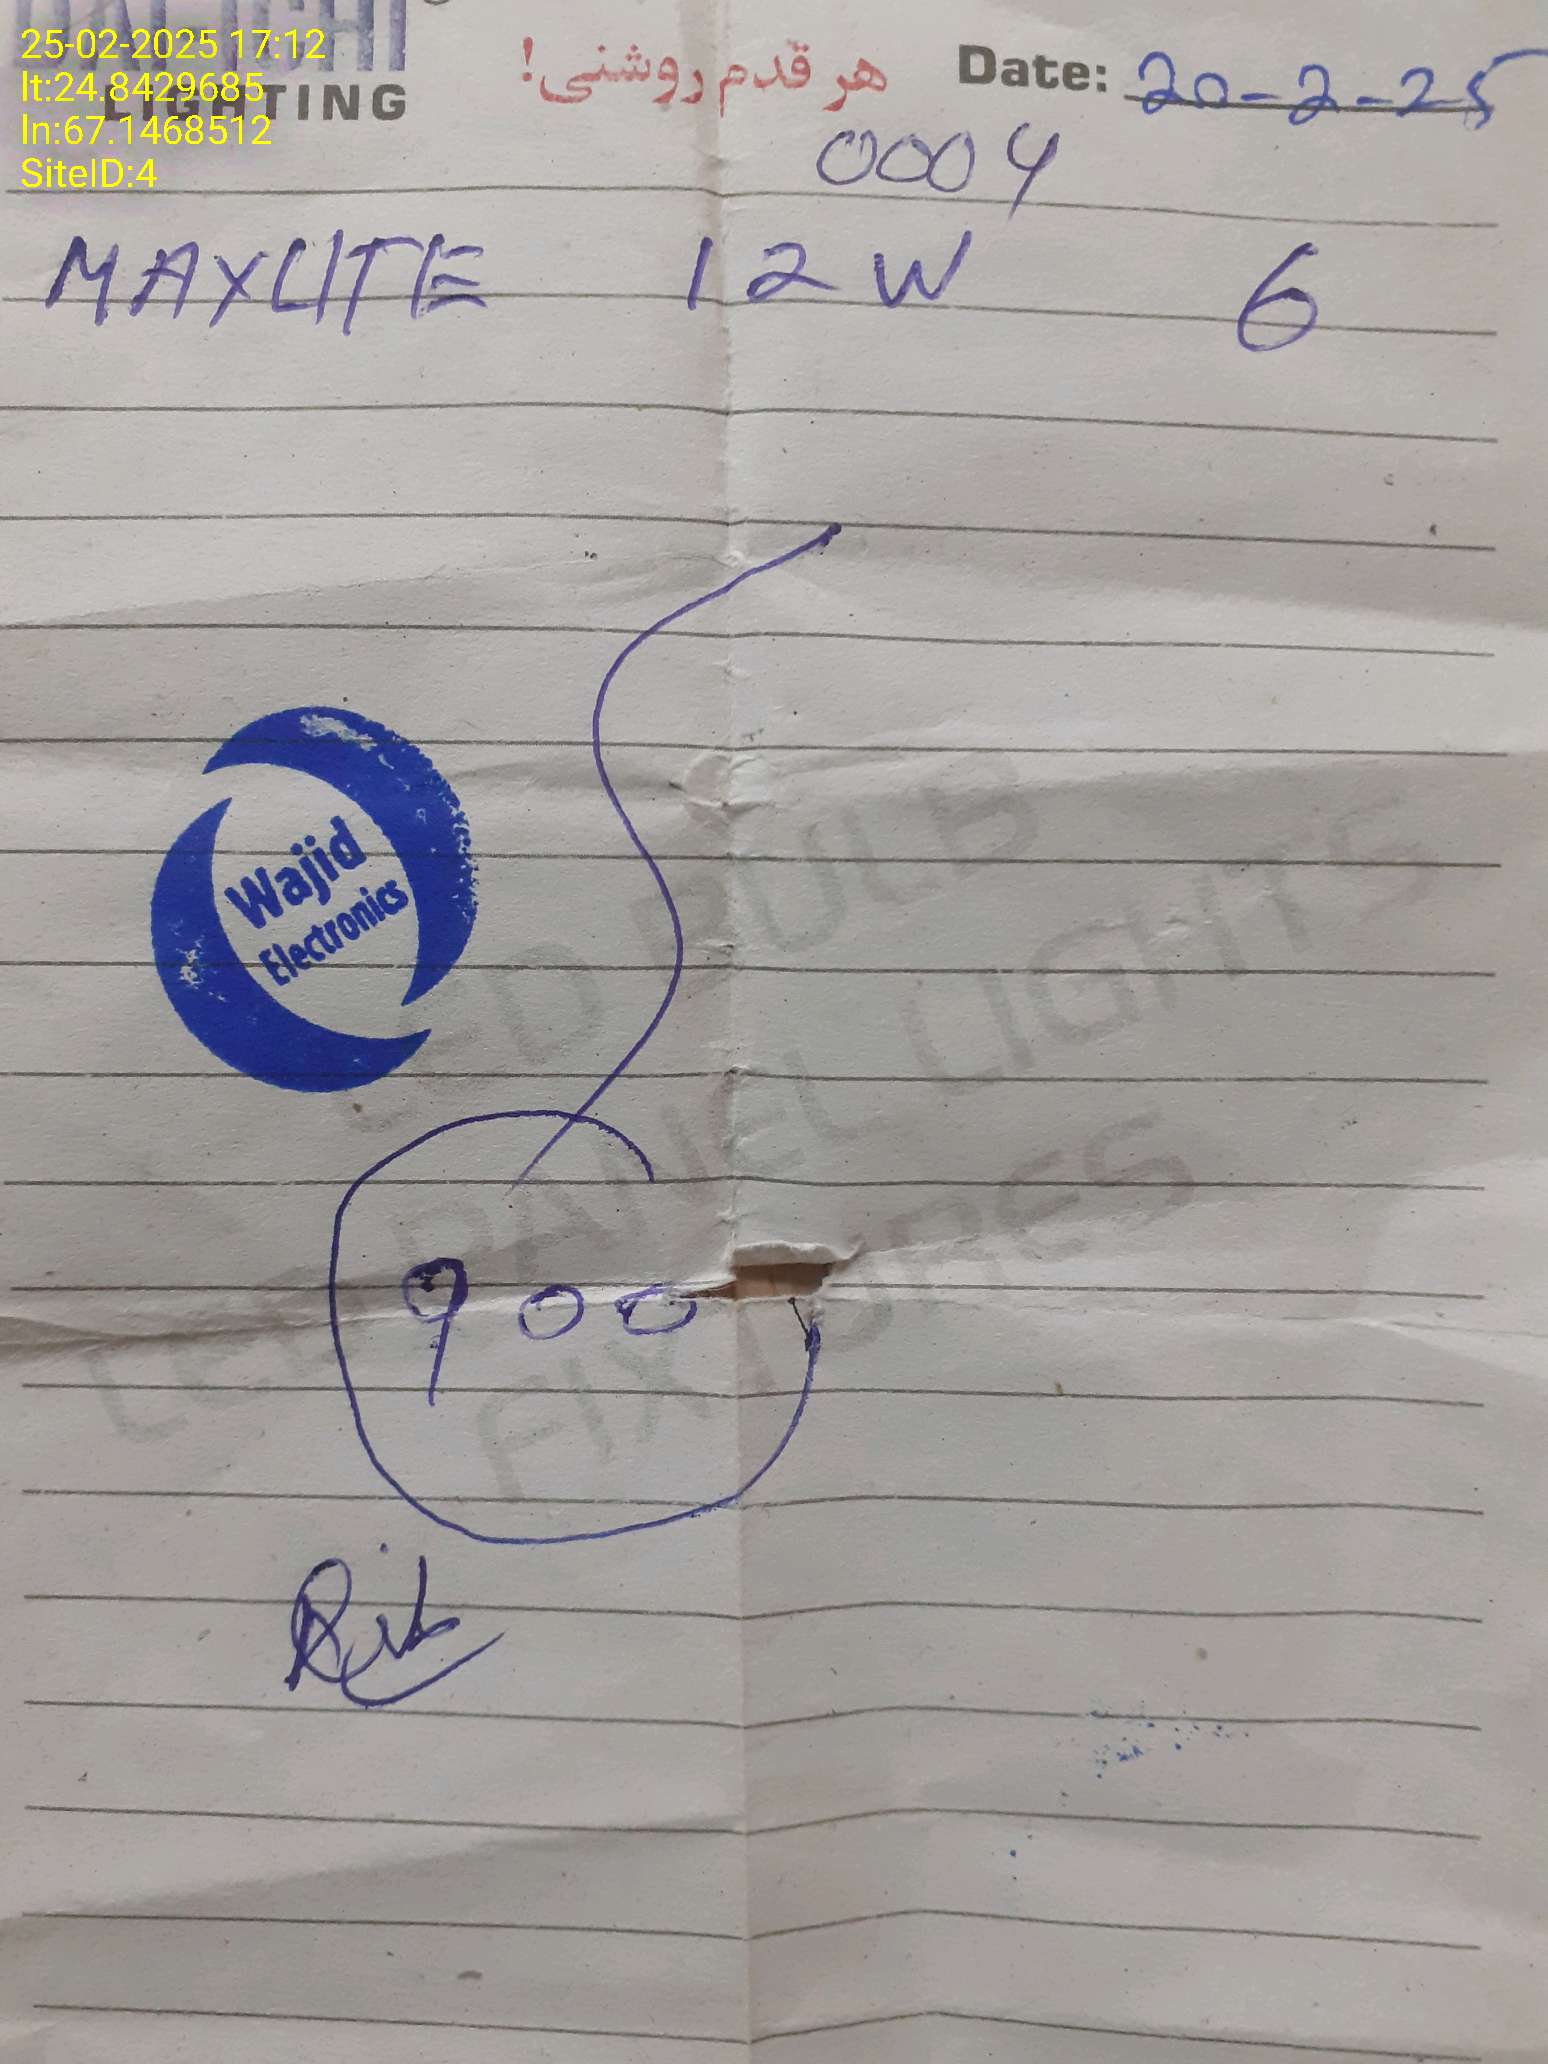 25-02-2025 17:12
lt:24.8429685
ln:67.1468512
SiteID:4
LIGHTING
ہر قدم روشنی!
Date: 20-2-25
0004
MAXLITE 12W 6
Wajid
Electronics
LED BULB
LED PANEL LIGHTS
FIXTURES
900